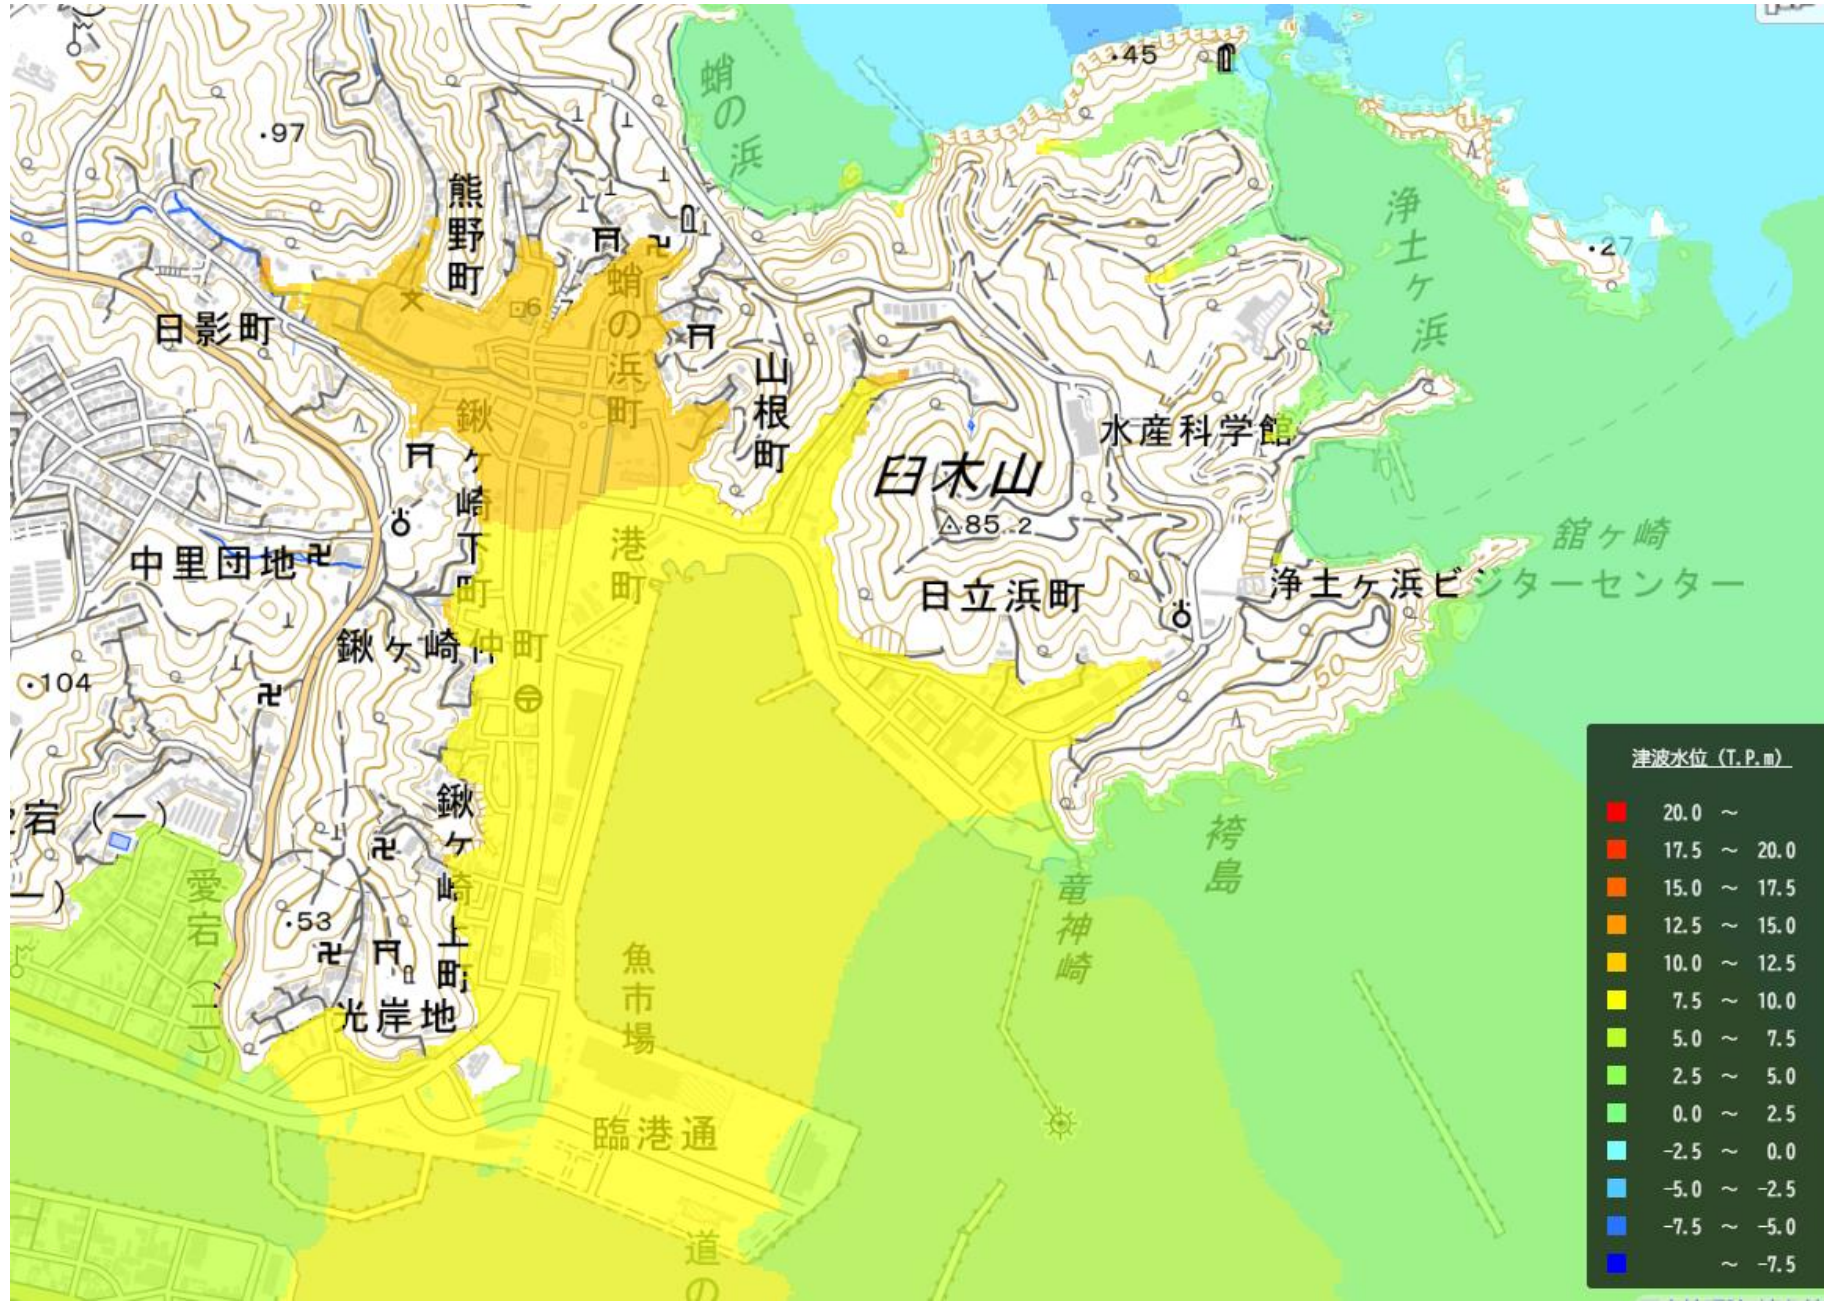 蛸の浜
・45
・97
熊野町
浄土ヶ浜
・27
蛸の浜町
日影町
山根町
水産科学館
鍬ヶ崎下町
臼木山
85.2
港町
舘ヶ崎
中里団地
日立浜町
浄土ヶ浜ビジターセンター
鍬ヶ崎仲町
・104
50
鍬ヶ崎上町
宕(一)
袴島
愛宕(二)
・53
竜神崎
魚市場
光岸地
臨港通
道の
津波水位 (T.P.m)
20.0 ～
17.5 ～ 20.0
15.0 ～ 17.5
12.5 ～ 15.0
10.0 ～ 12.5
7.5 ～ 10.0
5.0 ～ 7.5
2.5 ～ 5.0
0.0 ～ 2.5
-2.5 ～ 0.0
-5.0 ～ -2.5
-7.5 ～ -5.0
～ -7.5